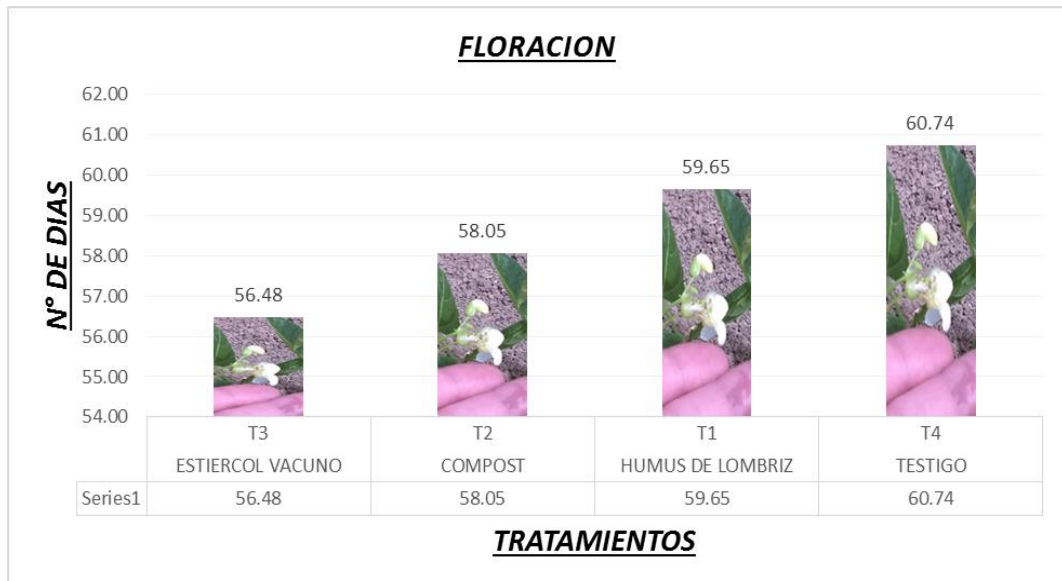 FLORACION
N° DE DIAS
62.00
61.00
60.00
59.00
58.00
57.00
56.00
55.00
54.00
56.48
58.05
59.65
60.74
T3 T2 T1 T4
ESTIERCOL VACUNO COMPOST HUMUS DE LOMBRIZ TESTIGO
Series1 56.48 58.05 59.65 60.74
TRATAMIENTOS